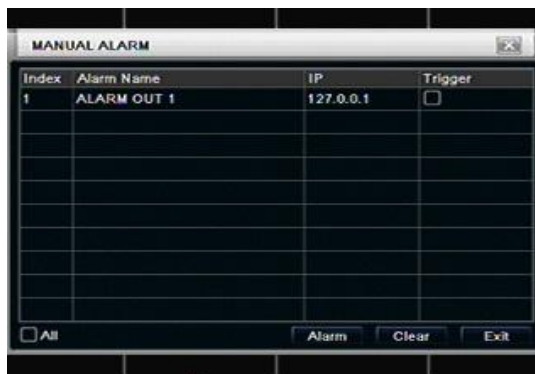 MANUAL ALARM
Index Alarm Name IP Trigger
1 ALARM OUT 1 127.0.0.1
All Alarm Clear Exit